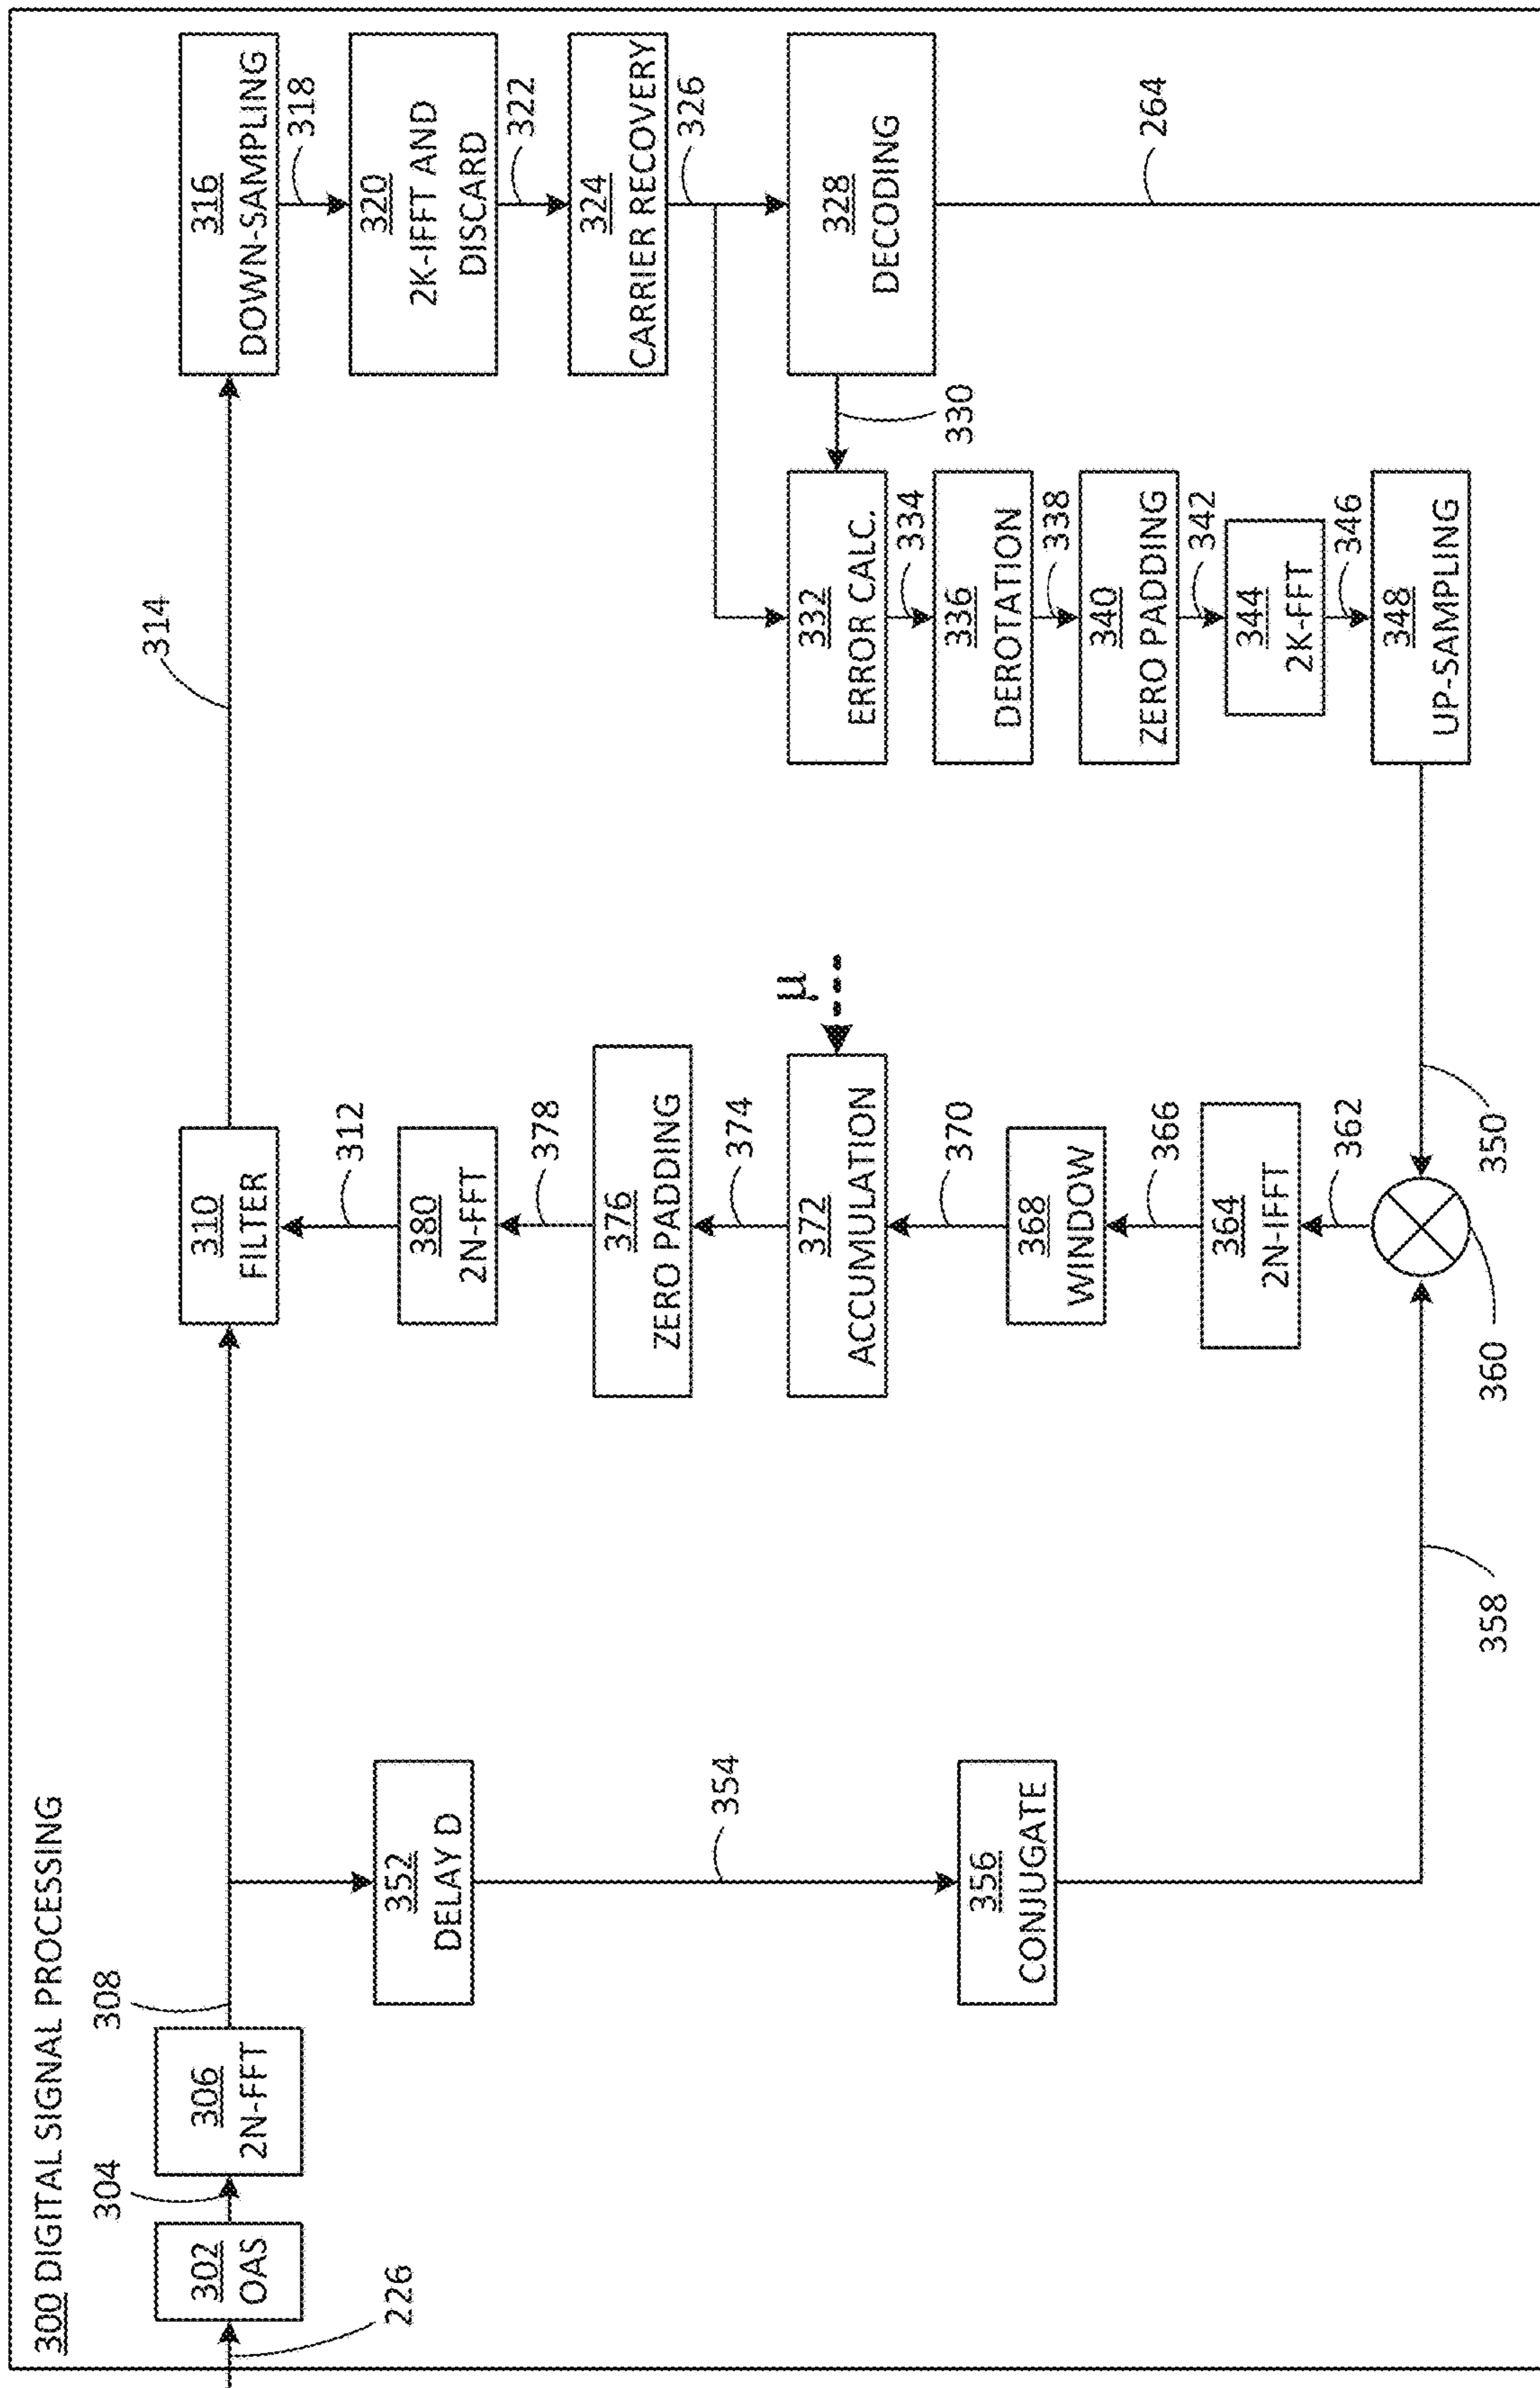 300 DIGITAL SIGNAL PROCESSING
226
302
OAS
304
306
2N-FFT
308
310
FILTER
312
314
316
DOWN-SAMPLING
318
320
2K-IFFT AND
DISCARD
322
324
CARRIER RECOVERY
326
328
DECODING
264
330
332
ERROR CALC.
334
336
DEROTATION
338
340
ZERO PADDING
342
344
2K-FFT
346
348
UP-SAMPLING
350
352
DELAY D
354
356
CONJUGATE
358
360
362
364
2N-IFFT
366
368
WINDOW
370
372
ACCUMULATION
μ
374
376
ZERO PADDING
378
380
2N-FFT